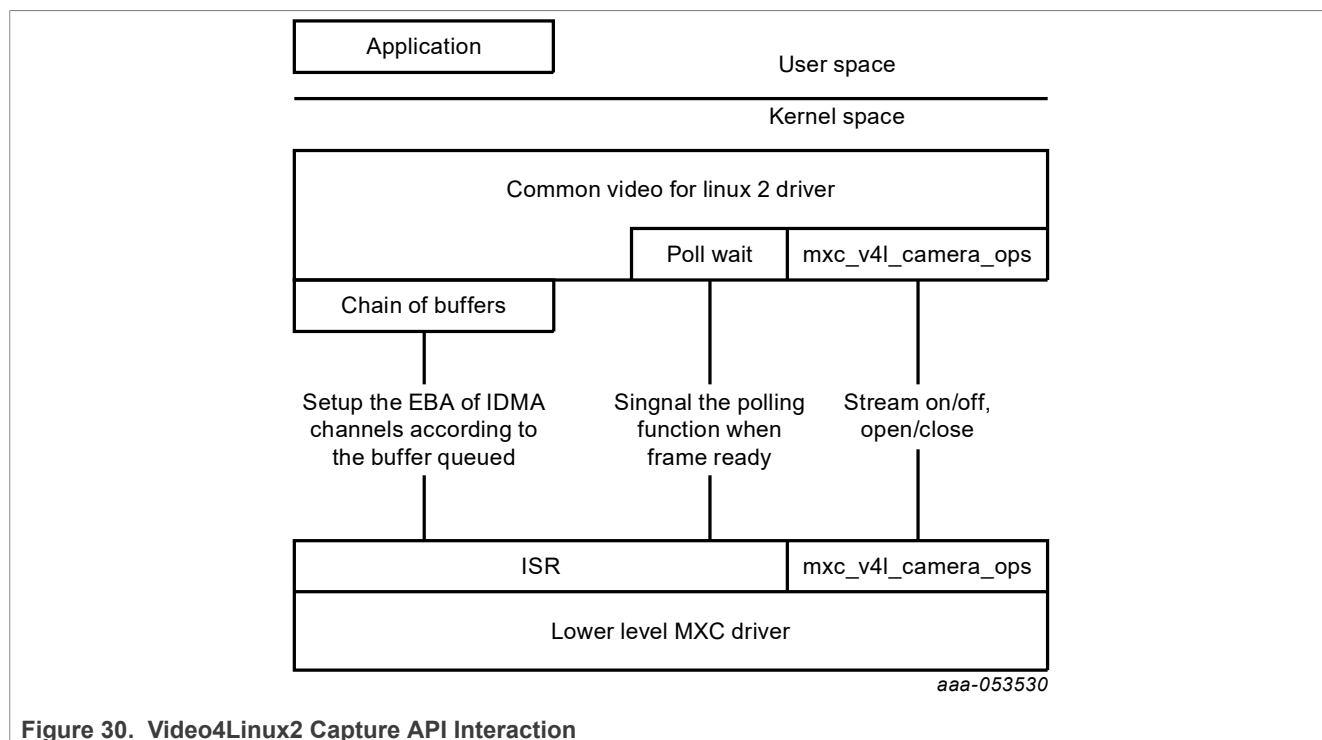 Application
User space
Kernel space
Common video for linux 2 driver
Poll wait
mxc_v4l_camera_ops
Chain of buffers
Setup the EBA of IDMA
channels according to
the buffer queued
Singnal the polling
function when
frame ready
Stream on/off,
open/close
ISR
mxc_v4l_camera_ops
Lower level MXC driver
aaa-053530
Figure 30. Video4Linux2 Capture API Interaction